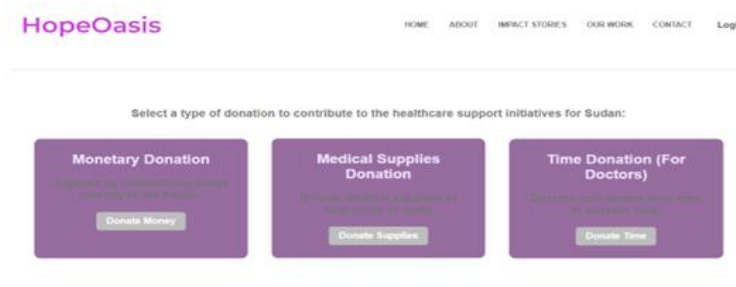 HopeOasis
HOME ABOUT IMPACT STORIES OUR WORK CONTACT Log
Select a type of donation to contribute to the healthcare support initiatives for Sudan:
Monetary Donation
Donate Money
Medical Supplies
Donation
Donate Supplies
Time Donation (For
Doctors)
Donate Time